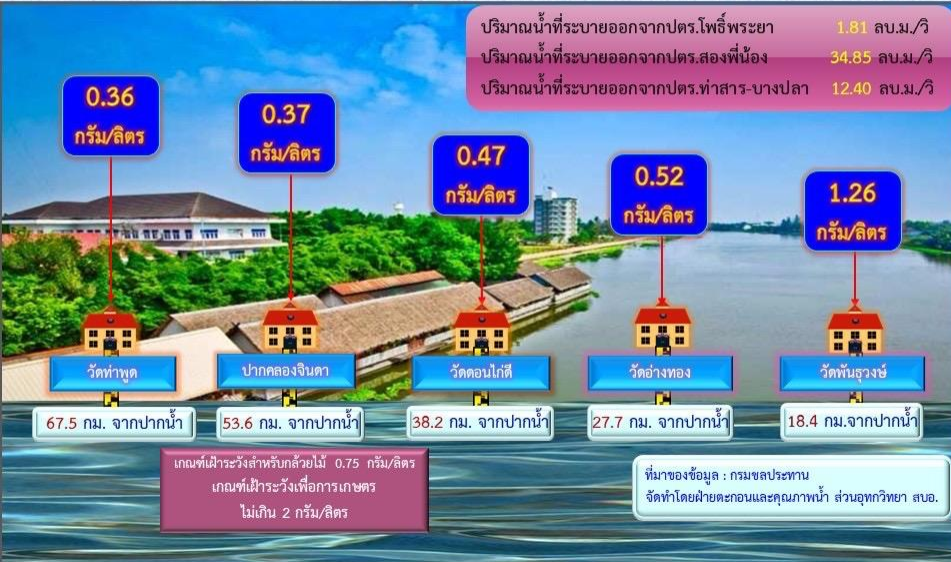 ปริมาณน้ำที่ระบายออกจากปตร.โพธิ์พระยา 1.81 ลบ.ม./วิ
ปริมาณน้ำที่ระบายออกจากปตร.สองพี่น้อง 34.85 ลบ.ม./วิ
ปริมาณน้ำที่ระบายออกจากปตร.ท่าสาร-บางปลา 12.40 ลบ.ม./วิ
0.36
กรัม/ลิตร
0.37
กรัม/ลิตร
0.47
กรัม/ลิตร
0.52
กรัม/ลิตร
1.26
กรัม/ลิตร
วัดท่าพูด
ปากคลองจินดา
วัดดอนไก่ดี
วัดอ่างทอง
วัดพันธุวงษ์
67.5 กม. จากปากน้ำ
53.6 กม. จากปากน้ำ
38.2 กม. จากปากน้ำ
27.7 กม. จากปากน้ำ
18.4 กม.จากปากน้ำ
เกณฑ์เฝ้าระวังสำหรับกล้วยไม้ 0.75 กรัม/ลิตร
เกณฑ์เฝ้าระวังเพื่อการเกษตร
ไม่เกิน 2 กรัม/ลิตร
ที่มาของข้อมูล : กรมชลประทาน
จัดทำโดยฝ่ายตะกอนและคุณภาพน้ำ ส่วนอุทกวิทยา สบอ.